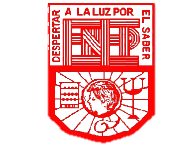 DESPERTAR
A LA LUZ POR
EL SABER
ENP